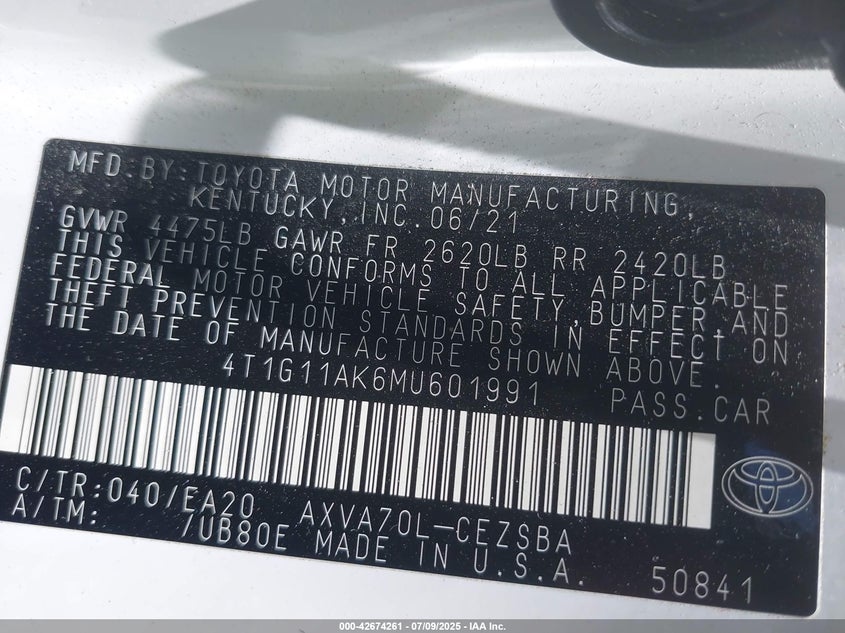 MFD.BY:TOYOTA MOTOR MANUFACTURING,
KENTUCKY,INC.06/21
GVWR 4475LB GAWR FR 2620LB RR 2420LB
THIS VEHICLE CONFORMS TO ALL APPLICABLE
FEDERAL MOTOR VEHICLE SAFETY,BUMPER,AND
THEFT PREVENTION STANDARDS IN EFFECT ON
THE DATE OF MANUFACTURE SHOWN ABOVE.
4T1G11AK6MU601991 PASS.CAR
C/TR:040/EA20 AXVA70L-CEZSBA
A/TM: /UB80E MADE IN U.S.A. 50841
000-42674261 - 07/09/2025 - IAA Inc.